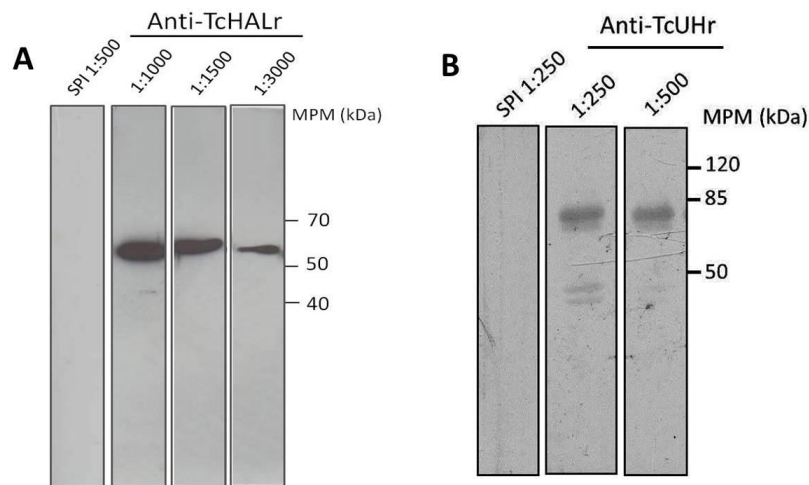 Anti-TcHALr
A
SPI 1:500
1:1000
1:1500
1:3000
MPM (kDa)
70
50
40
Anti-TcUHr
B
SPI 1:250
1:250
1:500
MPM (kDa)
120
85
50